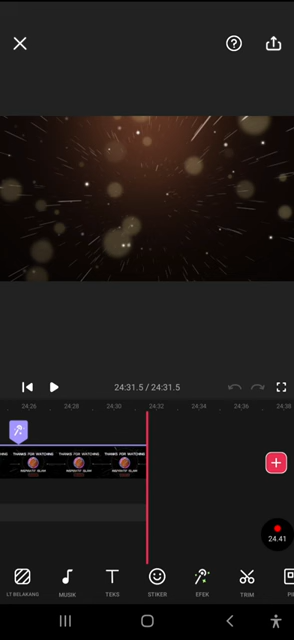 24:31.5 / 24:31.5
24:26 24:28 24:30 24:32 24:34 24:36 24:38
THANKS FOR WATCHING THANKS FOR WATCHING THANKS FOR WATCHING
24.41
LT BELAKANG MUSIK TEKS STIKER EFEK TRIM